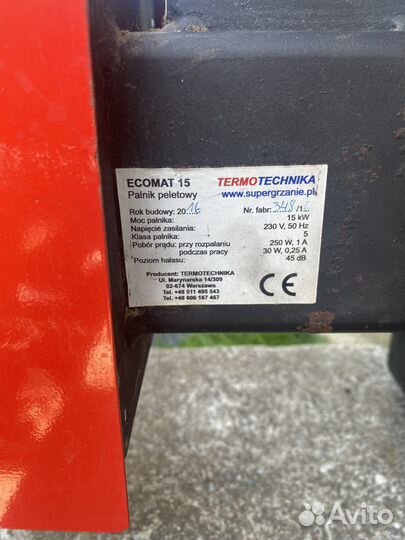 ECOMAT 15 TERMOTECHNIKA
Palnik peletowy www.supergrzanie.pl
Rok budowy: 2016 Nr. fabr:
Moc palnika: 15 kW
Napięcie zasilania: 230 V, 50 Hz
Klasa palnika: 5
Pobór prądu: przy rozpalaniu 250 W, 1 A
podczas pracy 30 W, 0,25 A
Poziom hałasu: 45 dB
Producent: TERMOTECHNIKA
Ul. Marynarska 14/309
02-674 Warszawa
Tel. +48 511 495 543
Tel. +48 606 167 467
CE
Avito